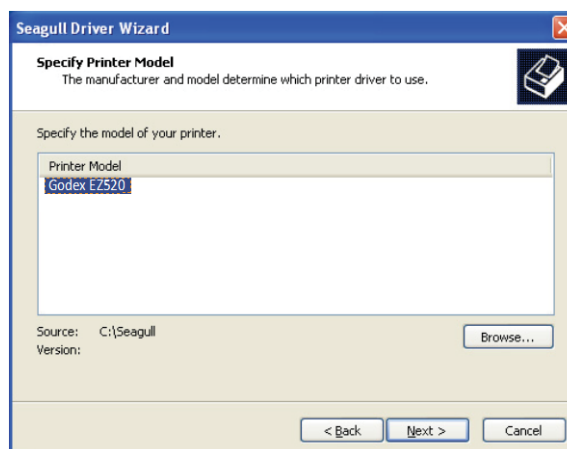 Seagull Driver Wizard
Specify Printer Model
The manufacturer and model determine which printer driver to use.
Specify the model of your printer.
Printer Model
Godex EZ520
Source: C:\Seagull
Browse...
Version:
< Back Next > Cancel